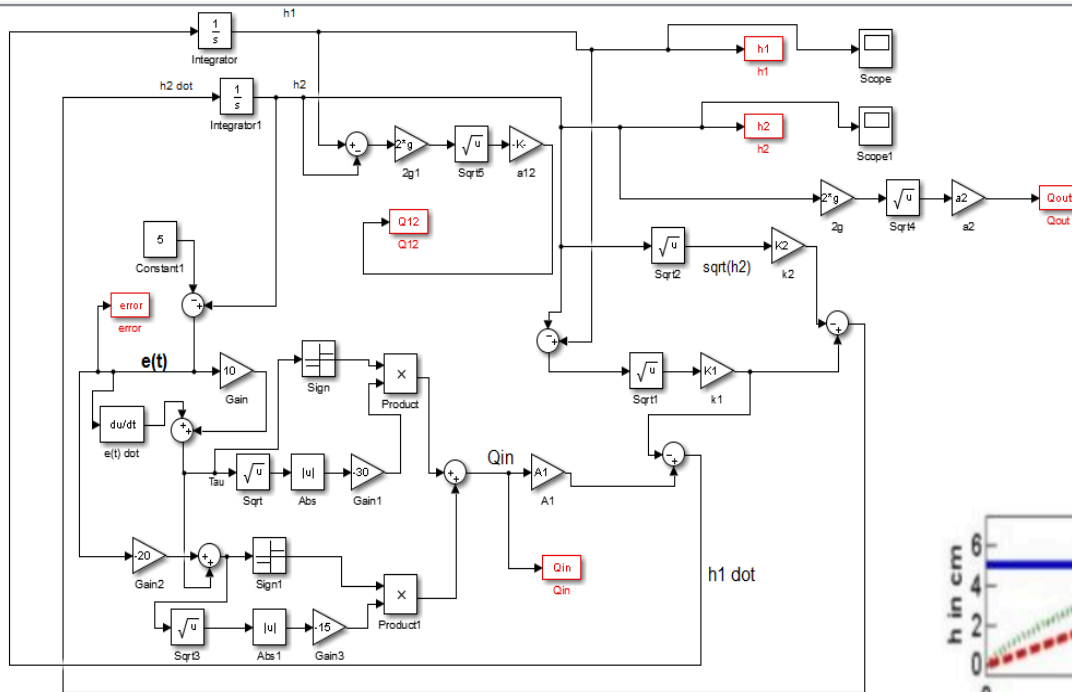 h1
1
s
Integrator
h1
h1
Scope
h2 dot
1
s
h2
Integrator1
h2
h2
Scope1
+
-
2*g
2g1
√u
Sqrt5
-K-
a12
2*g
2g
√u
Sqrt4
a2
a2
Qout
Qout
Q12
Q12
5
Constant1
√u
Sqrt2
sqrt(h2)
K2
k2
error
error
-
+
-
+
-
+
e(t)
10
Gain
Sign
×
Product
√u
Sqrt1
K1
k1
du/dt
e(t) dot
+
+
Tau
√u
Sqrt
|u|
Abs
-30
Gain1
+
+
Qin
A1
A1
-
+
-20
Gain2
+
+
Sign1
×
Product1
Qin
Qin
h1 dot
√u
Sqrt3
|u|
Abs1
-15
Gain3
h in cm
6
4
2
0